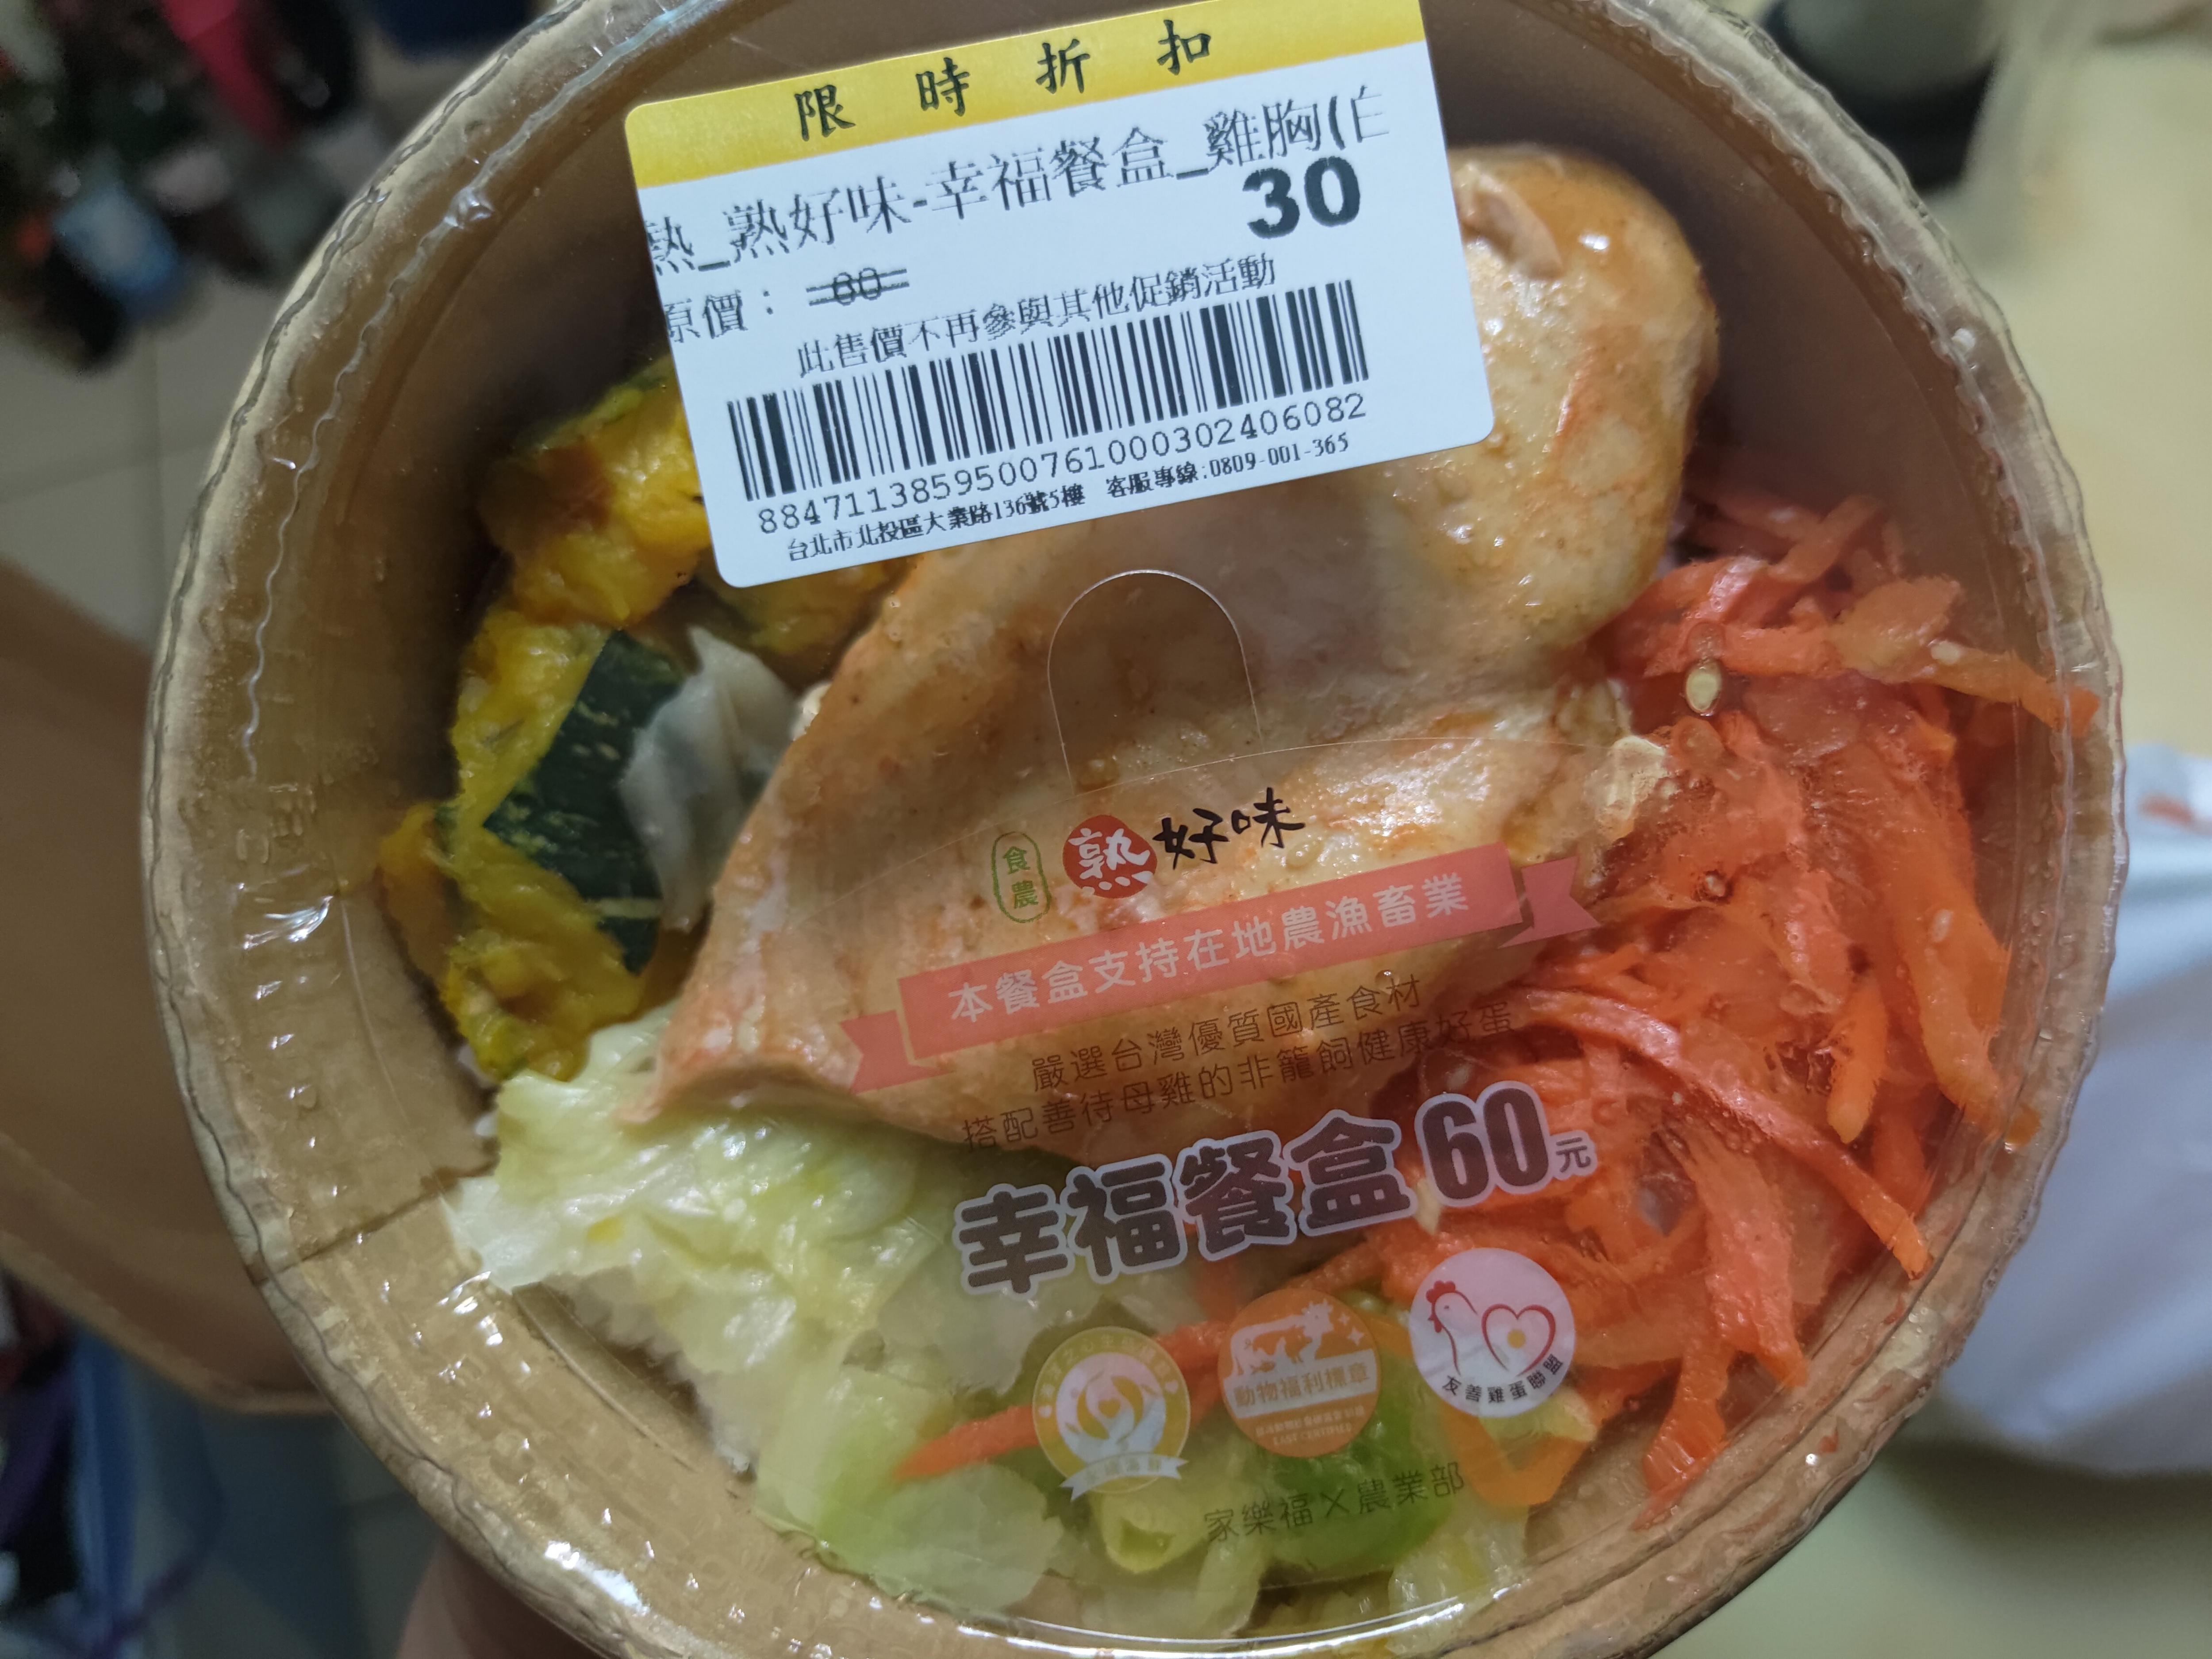 限時折扣
熱_熟好味-幸福餐盒_雞胸(白
30
原價： 60
此售價不再參與其他促銷活動
8847113859500761000302406082
台北市北投區大業路136號5樓 客服專線:0809-001-365
食農
熟好味
本餐盒支持在地農漁畜業
嚴選台灣優質國產食材
搭配善待母雞的非籠飼健康好蛋
幸福餐盒60元
動物福利標章
友善雞蛋聯盟
家樂福X農業部